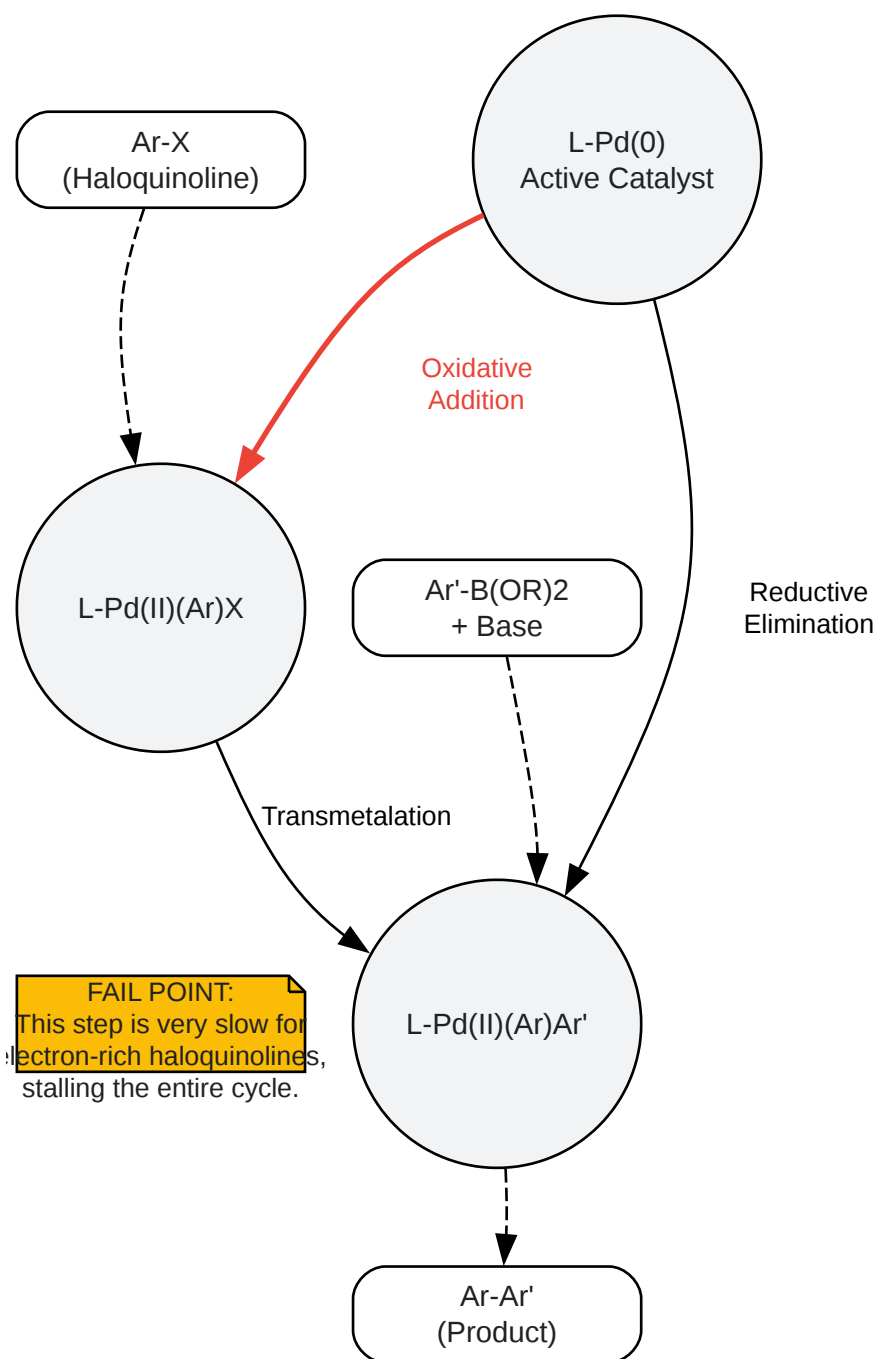 L-Pd(0)
Active Catalyst
Ar-X
(Haloquinoline)
Oxidative
Addition
L-Pd(II)(Ar)X
Ar'-B(OR)2
+ Base
Reductive
Elimination
Transmetalation
FAIL POINT:
This step is very slow for
electron-rich haloquinolines,
stalling the entire cycle.
L-Pd(II)(Ar)Ar'
Ar-Ar'
(Product)